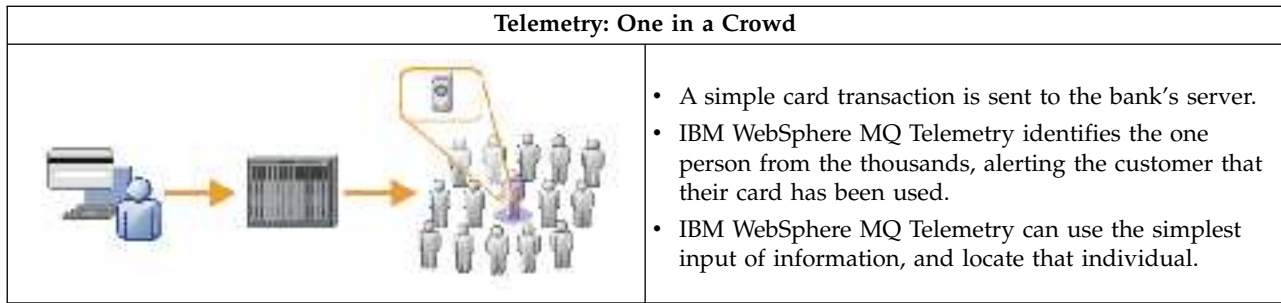 Telemetry: One in a Crowd
• A simple card transaction is sent to the bank's server.
• IBM WebSphere MQ Telemetry identifies the one
person from the thousands, alerting the customer that
their card has been used.
• IBM WebSphere MQ Telemetry can use the simplest
input of information, and locate that individual.